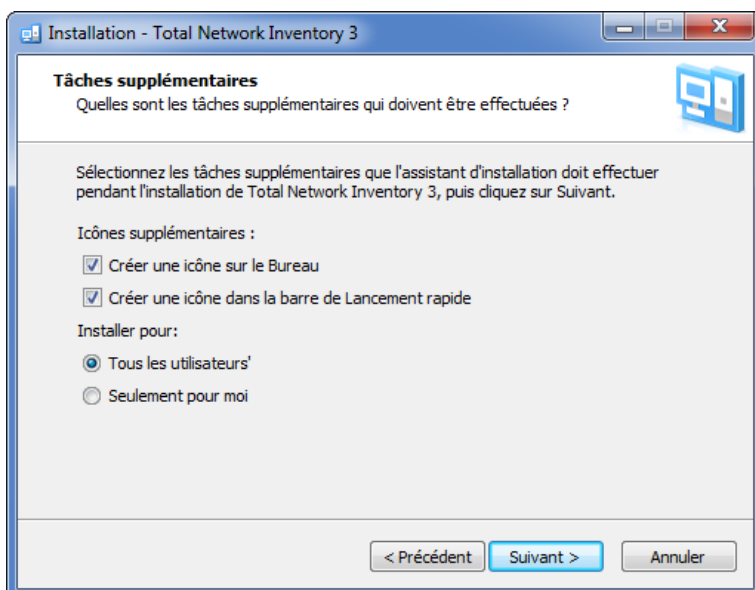 Installation - Total Network Inventory 3
Tâches supplémentaires
Quelles sont les tâches supplémentaires qui doivent être effectuées ?
Sélectionnez les tâches supplémentaires que l'assistant d'installation doit effectuer
pendant l'installation de Total Network Inventory 3, puis cliquez sur Suivant.
Icônes supplémentaires :
Créer une icône sur le Bureau
Créer une icône dans la barre de Lancement rapide
Installer pour:
Tous les utilisateurs'
Seulement pour moi
< Précédent Suivant > Annuler